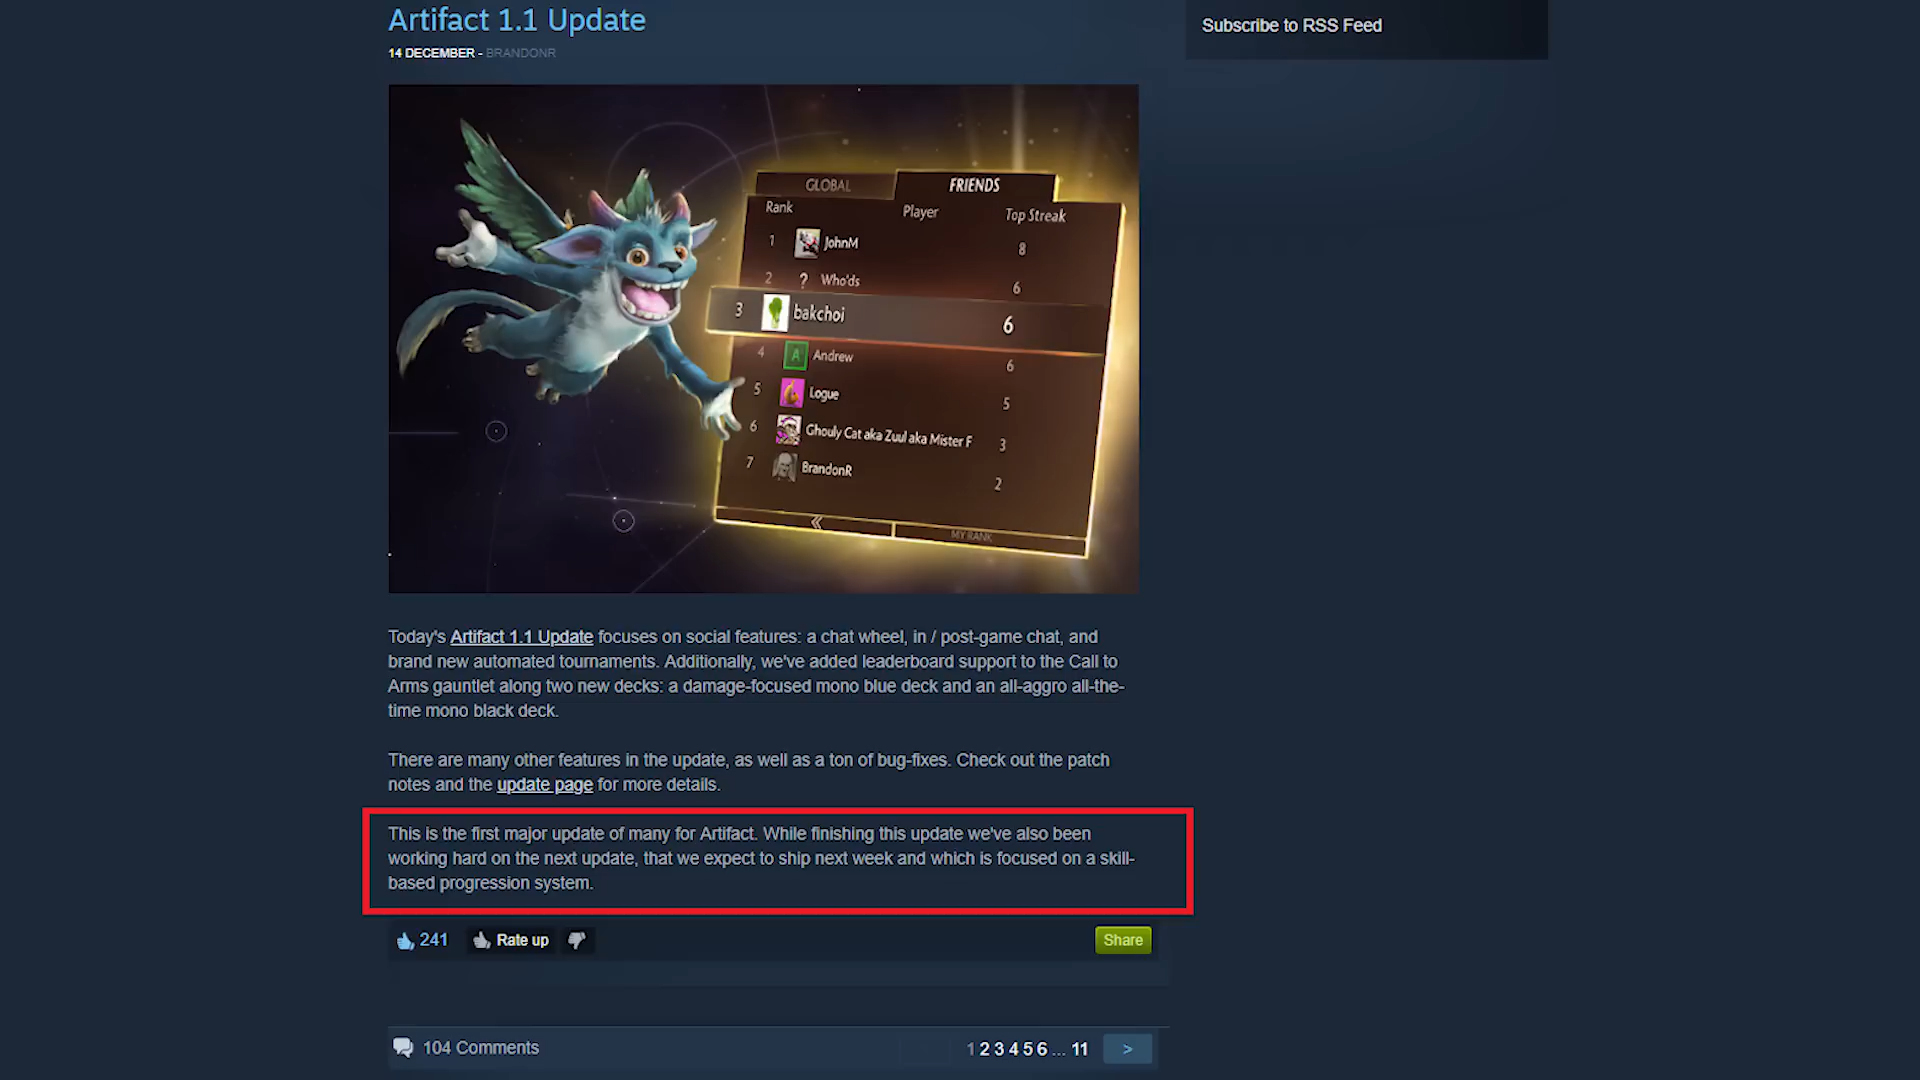 Artifact 1.1 Update
14 DECEMBER - BRANDONR
Subscribe to RSS Feed
GLOBAL FRIENDS
Rank Player Top Streak
1 JohnM 8
2 ? Who'ds 6
3 bakchoi 6
4 A Andrew 6
5 Logue 5
6 Ghouly Cat aka Zuul aka Mister F 3
7 BrandonR 2
MY RANK
Today's Artifact 1.1 Update focuses on social features: a chat wheel, in / post-game chat, and
brand new automated tournaments. Additionally, we've added leaderboard support to the Call to
Arms gauntlet along two new decks: a damage-focused mono blue deck and an all-aggro all-the-
time mono black deck.
There are many other features in the update, as well as a ton of bug-fixes. Check out the patch
notes and the update page for more details.
This is the first major update of many for Artifact. While finishing this update we've also been
working hard on the next update, that we expect to ship next week and which is focused on a skill-
based progression system.
241 Rate up Share
104 Comments 1 2 3 4 5 6 ... 11 >